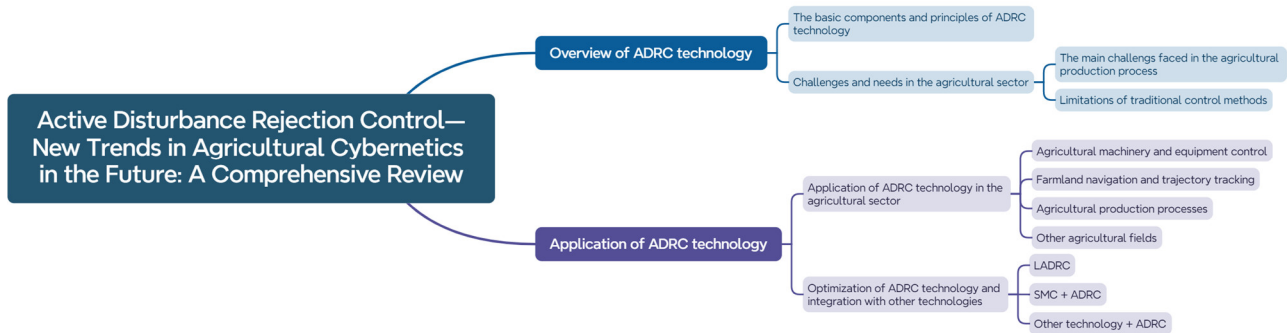 Active Disturbance Rejection Control—
New Trends in Agricultural Cybernetics
in the Future: A Comprehensive Review
Overview of ADRC technology
The basic components and principles of ADRC
technology
Challenges and needs in the agricultural sector
The main challengs faced in the agricultural
production process
Limitations of traditional control methods
Application of ADRC technology
Application of ADRC technology in the
agricultural sector
Agricultural machinery and equipment control
Farmland navigation and trajectory tracking
Agricultural production processes
Other agricultural fields
Optimization of ADRC technology and
integration with other technologies
LADRC
SMC + ADRC
Other technology + ADRC